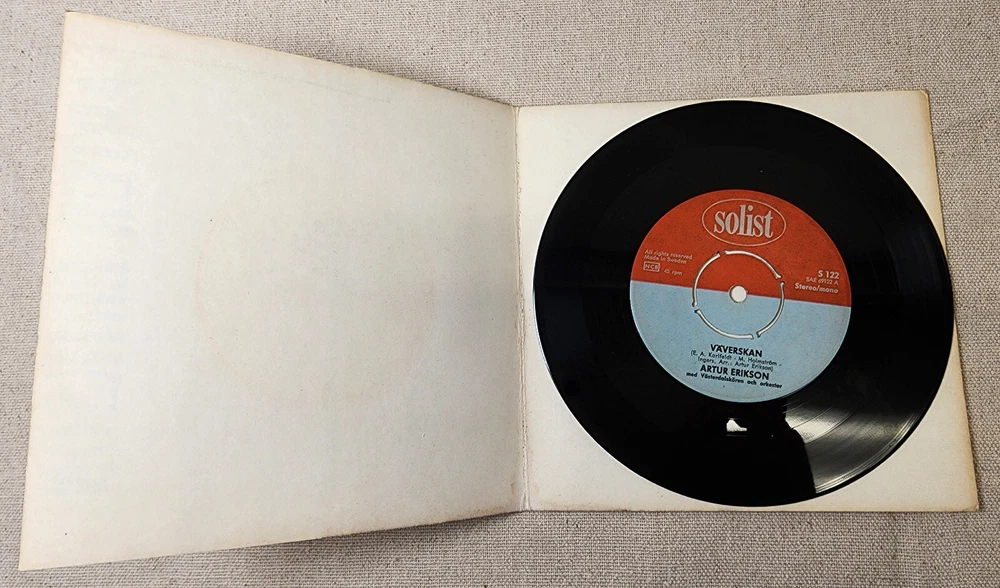 solist
All rights reserved
Made in Sweden
NCB 45 rpm
S 122
SAE 69122 A
Stereo/mono
VÄVERSKAN
(E. A. Karlfeldt - M. Holmström -
Ingers, Arr.: Artur Erikson)
ARTUR ERIKSON
med Västerdalskören och orkester